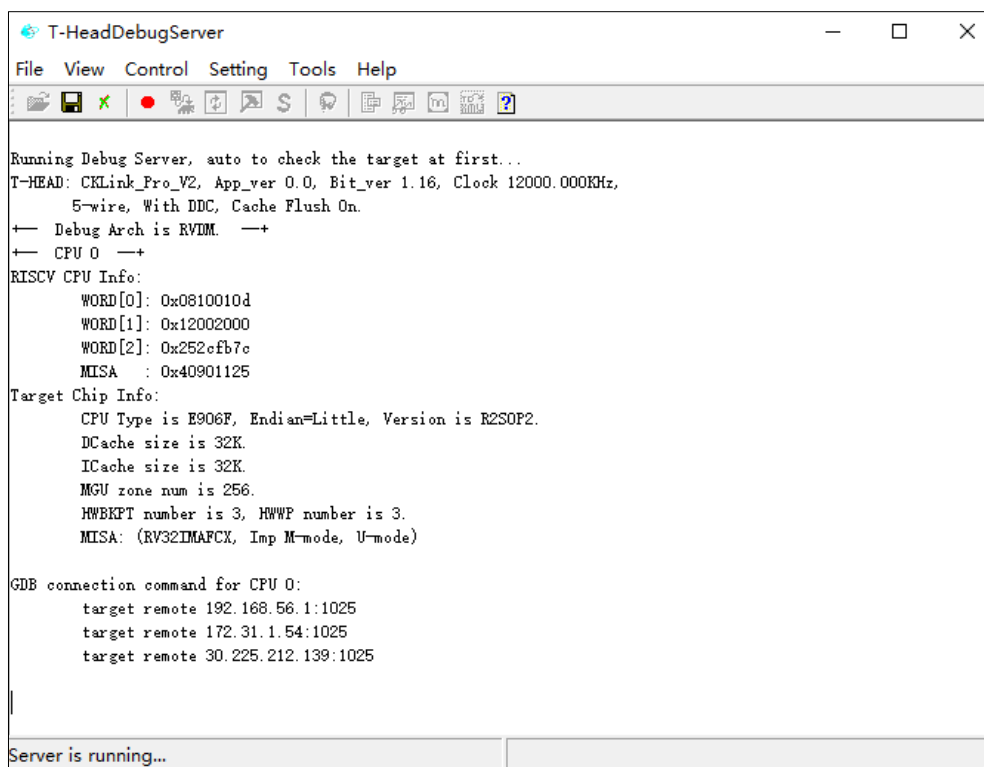 T-HeadDebugServer
File View Control Setting Tools Help
Running Debug Server, auto to check the target at first...
T-HEAD: CKLink_Pro_V2, App_ver 0.0, Bit_ver 1.16, Clock 12000.000KHz,
5-wire, With DDC, Cache Flush On.
+-- Debug Arch is RVDM. --+
+-- CPU 0 --+
RISCV CPU Info:
WORD[0]: 0x0810010d
WORD[1]: 0x12002000
WORD[2]: 0x252cfb7c
MISA : 0x40901125
Target Chip Info:
CPU Type is E906F, Endian=Little, Version is R2S0P2.
DCache size is 32K.
ICache size is 32K.
MGU zone num is 256.
HWBKPT number is 3, HWWP number is 3.
MISA: (RV32IMAFCX, Imp M-mode, U-mode)
GDB connection command for CPU 0:
target remote 192.168.56.1:1025
target remote 172.31.1.54:1025
target remote 30.225.212.139:1025
Server is running...